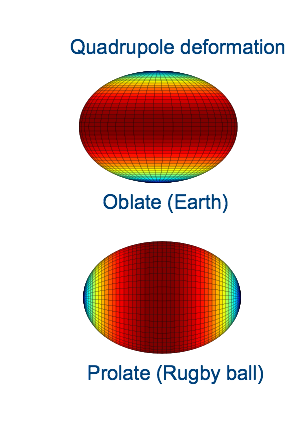 Quadrupole deformation
Oblate (Earth)
Prolate (Rugby ball)